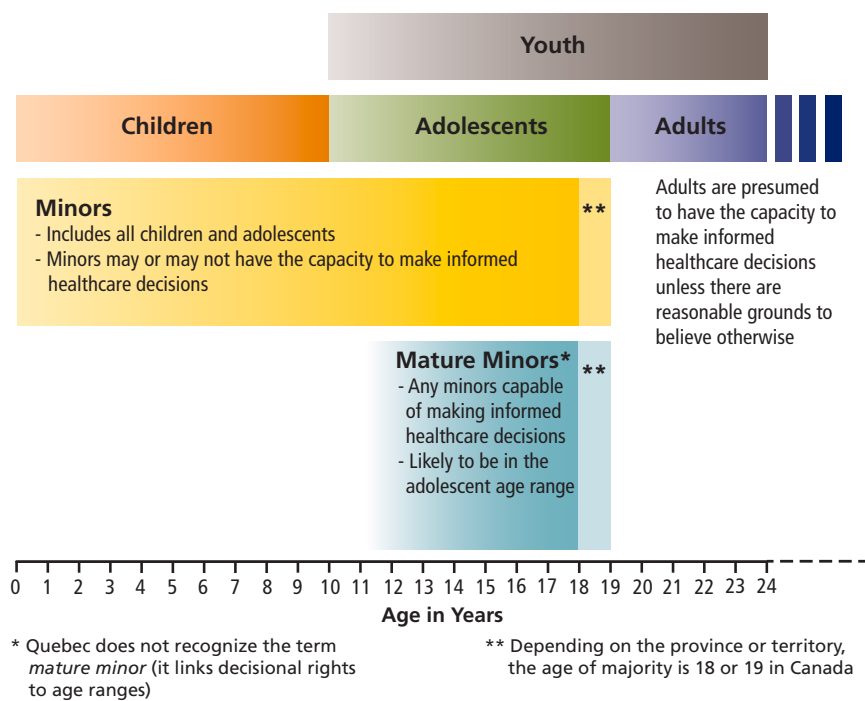 Youth
Children
Adolescents
Adults
Minors
- Includes all children and adolescents
- Minors may or may not have the capacity to make informed
healthcare decisions
**
Adults are presumed
to have the capacity to
make informed
healthcare decisions
unless there are
reasonable grounds to
believe otherwise
Mature Minors*
- Any minors capable
of making informed
healthcare decisions
- Likely to be in the
adolescent age range
**
0 1 2 3 4 5 6 7 8 9 10 11 12 13 14 15 16 17 18 19 20 21 22 23 24
Age in Years
* Quebec does not recognize the term
mature minor (it links decisional rights
to age ranges)
** Depending on the province or territory,
the age of majority is 18 or 19 in Canada